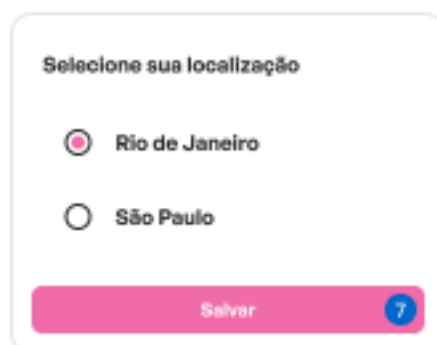 Selecione sua localização
Rio de Janeiro
São Paulo
Salvar 7